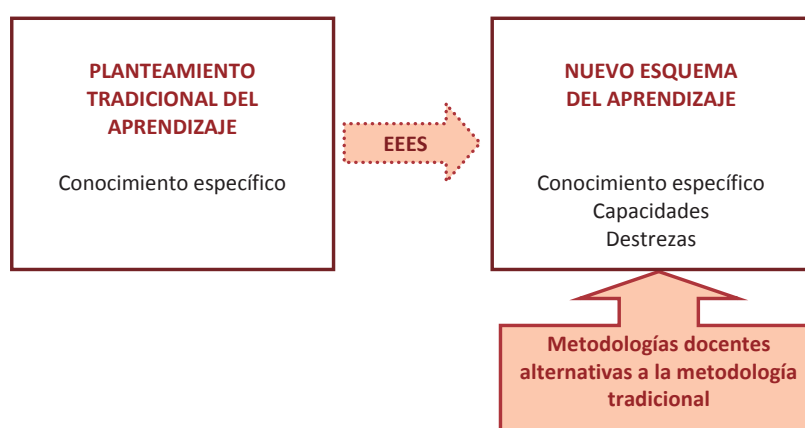 PLANTEAMIENTO
TRADICIONAL DEL
APRENDIZAJE
Conocimiento específico
EEES
NUEVO ESQUEMA
DEL APRENDIZAJE
Conocimiento específico
Capacidades
Destrezas
Metodologías docentes
alternativas a la metodología
tradicional